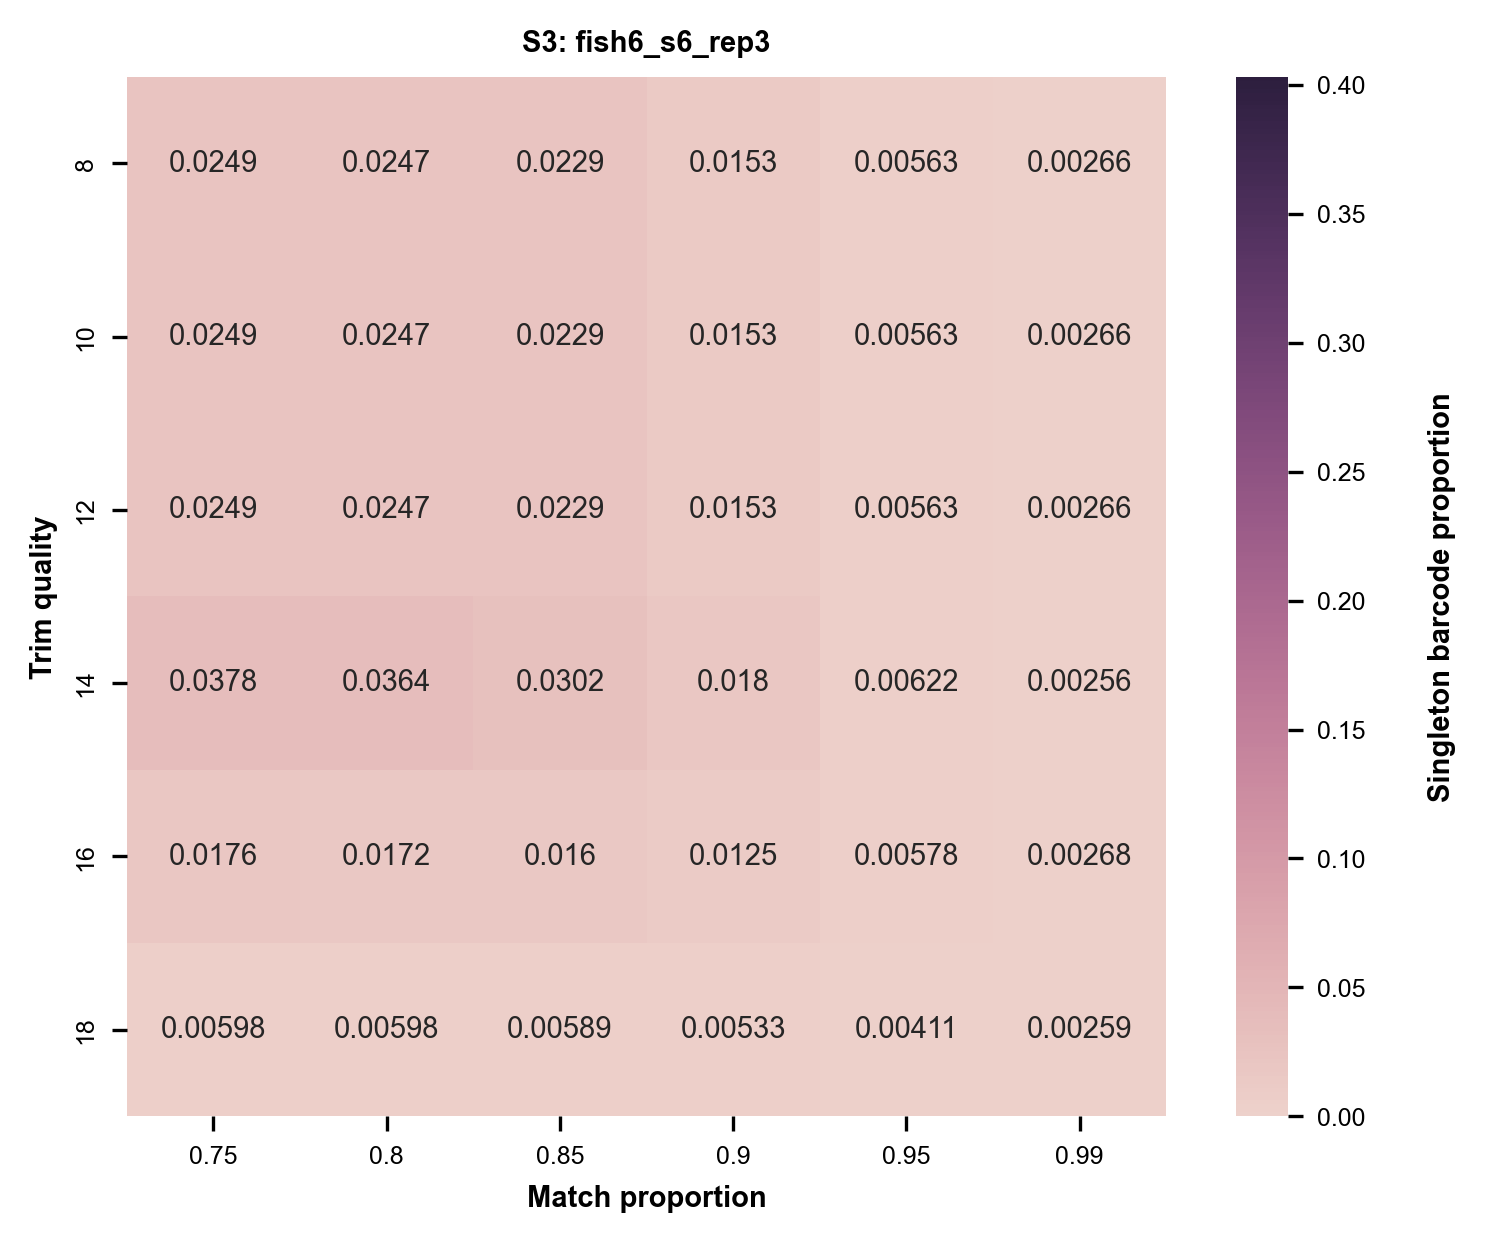 S3: fish6_s6_rep3
8 0.0249 0.0247 0.0229 0.0153 0.00563 0.00266
10 0.0249 0.0247 0.0229 0.0153 0.00563 0.00266
12 0.0249 0.0247 0.0229 0.0153 0.00563 0.00266
14 0.0378 0.0364 0.0302 0.018 0.00622 0.00256
16 0.0176 0.0172 0.016 0.0125 0.00578 0.00268
18 0.00598 0.00598 0.00589 0.00533 0.00411 0.00259
0.75 0.8 0.85 0.9 0.95 0.99
Match proportion
Trim quality
0.40
0.35
0.30
0.25
0.20
0.15
0.10
0.05
0.00
Singleton barcode proportion